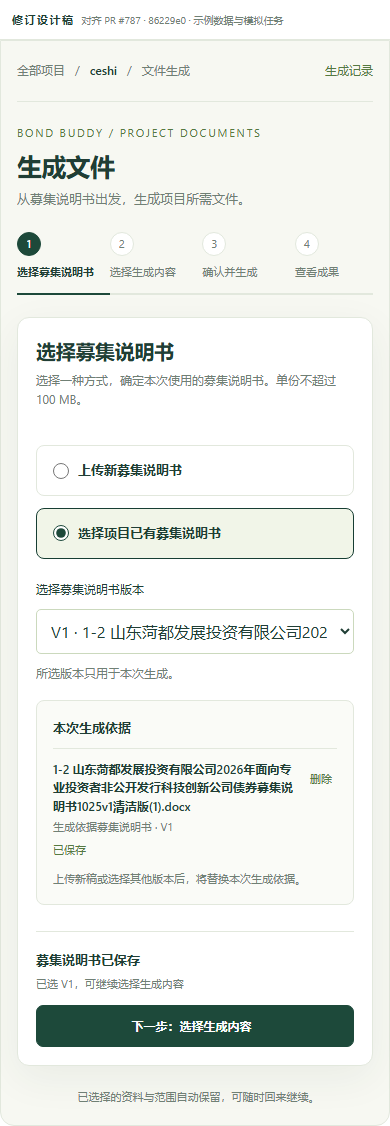 修订设计稿 对齐 PR #787 · 86229e0 · 示例数据与模拟任务
全部项目 / ceshi / 文件生成 生成记录
BOND BUDDY / PROJECT DOCUMENTS
生成文件
从募集说明书出发，生成项目所需文件。
1 2 3 4
选择募集说明书 选择生成内容 确认并生成 查看成果
选择募集说明书
选择一种方式，确定本次使用的募集说明书。单份不超过
100 MB。
上传新募集说明书
选择项目已有募集说明书
选择募集说明书版本
V1 · 1-2 山东菏都发展投资有限公司202
所选版本只用于本次生成。
本次生成依据
1-2 山东菏都发展投资有限公司2026年面向专 删除
业投资者非公开发行科技创新公司债券募集说
明书1025v1清洁版(1).docx
生成依据募集说明书 · V1
已保存
上传新稿或选择其他版本后，将替换本次生成依据。
募集说明书已保存
已选 V1，可继续选择生成内容
下一步：选择生成内容
已选择的资料与范围自动保留，可随时回来继续。